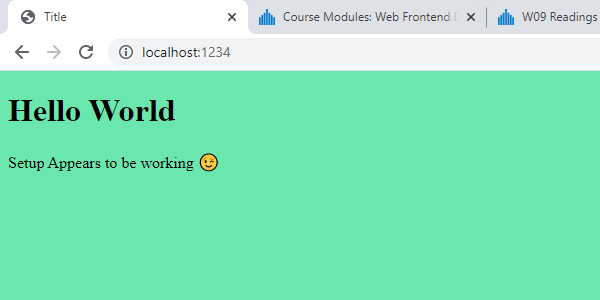 Title
Course Modules: Web Frontend
W09 Readings
localhost:1234
Hello World
Setup Appears to be working 😉